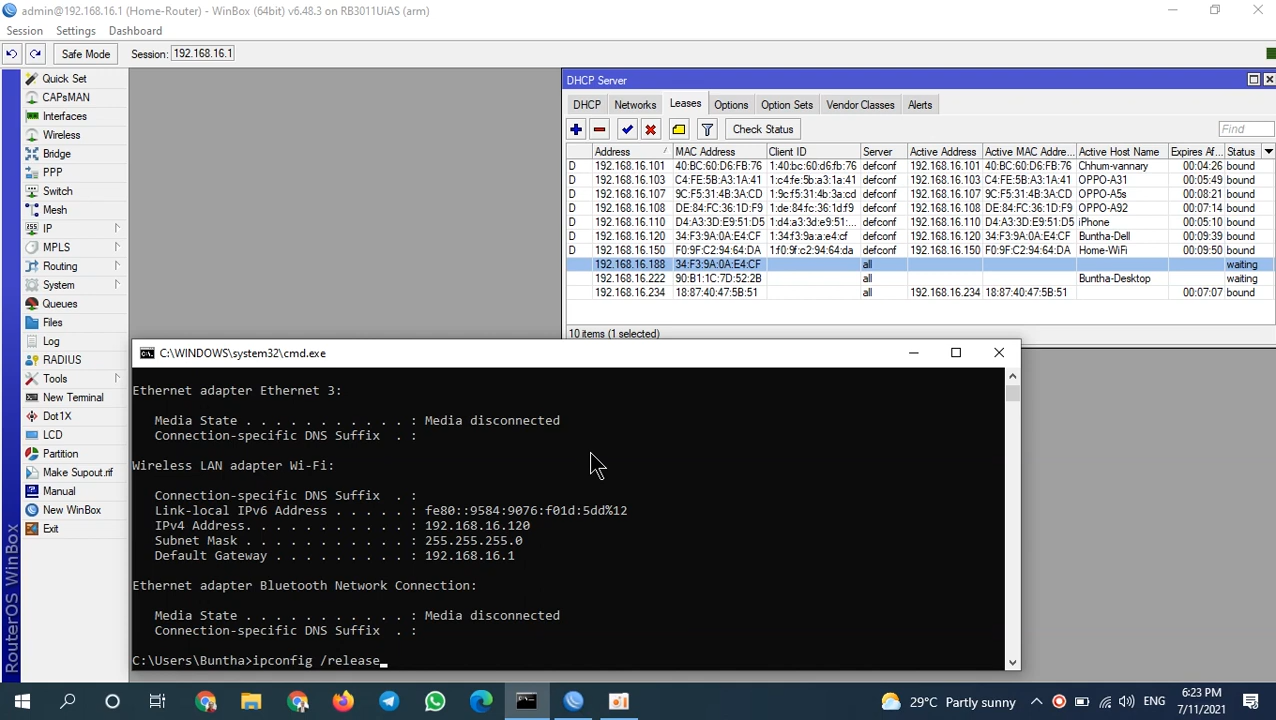 admin@192.168.16.1 (Home-Router) - WinBox (64bit) v6.48.3 on RB3011UiAS (arm)
Session Settings Dashboard
Safe Mode Session: 192.168.16.1
Quick Set
CAPsMAN
Interfaces
Wireless
Bridge
PPP
Switch
Mesh
IP
MPLS
Routing
System
Queues
Files
Log
RADIUS
Tools
New Terminal
Dot1X
LCD
Partition
Make Supout.rif
Manual
New WinBox
Exit
RouterOS WinBox
DHCP Server
DHCP Networks Leases Options Option Sets Vendor Classes Alerts
Check Status Find
Address / MAC Address Client ID Server Active Address Active MAC Addre... Active Host Name Expires Af... Status
D 192.168.16.101 40:BC:60:D6:FB:76 1:40:bc:60:d6:fb:76 defconf 192.168.16.101 40:BC:60:D6:FB:76 Chhum-vannary 00:04:26 bound
D 192.168.16.103 C4:FE:5B:A3:1A:41 1:c4:fe:5b:a3:1a:41 defconf 192.168.16.103 C4:FE:5B:A3:1A:41 OPPO-A31 00:05:49 bound
D 192.168.16.107 9C:F5:31:4B:3A:CD 1:9c:f5:31:4b:3a:cd defconf 192.168.16.107 9C:F5:31:4B:3A:CD OPPO-A5s 00:08:21 bound
D 192.168.16.108 DE:84:FC:36:1D:F9 1:de:84:fc:36:1d:f9 defconf 192.168.16.108 DE:84:FC:36:1D:F9 OPPO-A92 00:07:14 bound
D 192.168.16.110 D4:A3:3D:E9:51:D5 1:d4:a3:3d:e9:51:... defconf 192.168.16.110 D4:A3:3D:E9:51:D5 iPhone 00:05:10 bound
D 192.168.16.120 34:F3:9A:0A:E4:CF 1:34:f3:9a:a:e4:cf defconf 192.168.16.120 34:F3:9A:0A:E4:CF Buntha-Dell 00:09:39 bound
D 192.168.16.150 F0:9F:C2:94:64:DA 1:f0:9f:c2:94:64:da defconf 192.168.16.150 F0:9F:C2:94:64:DA Home-WiFi 00:09:50 bound
192.168.16.188 34:F3:9A:0A:E4:CF all waiting
192.168.16.222 90:B1:1C:7D:52:2B all Buntha-Desktop waiting
192.168.16.234 18:87:40:47:5B:51 all 192.168.16.234 18:87:40:47:5B:51 00:07:07 bound
10 items (1 selected)
C:\WINDOWS\system32\cmd.exe
Ethernet adapter Ethernet 3:
Media State . . . . . . . . . . . : Media disconnected
Connection-specific DNS Suffix . :
Wireless LAN adapter Wi-Fi:
Connection-specific DNS Suffix . :
Link-local IPv6 Address . . . . . : fe80::9584:9076:f01d:5dd%12
IPv4 Address. . . . . . . . . . . : 192.168.16.120
Subnet Mask . . . . . . . . . . . : 255.255.255.0
Default Gateway . . . . . . . . . : 192.168.16.1
Ethernet adapter Bluetooth Network Connection:
Media State . . . . . . . . . . . : Media disconnected
Connection-specific DNS Suffix . :
C:\Users\Buntha>ipconfig /release_
29°C Partly sunny ENG 6:23 PM
7/11/2021